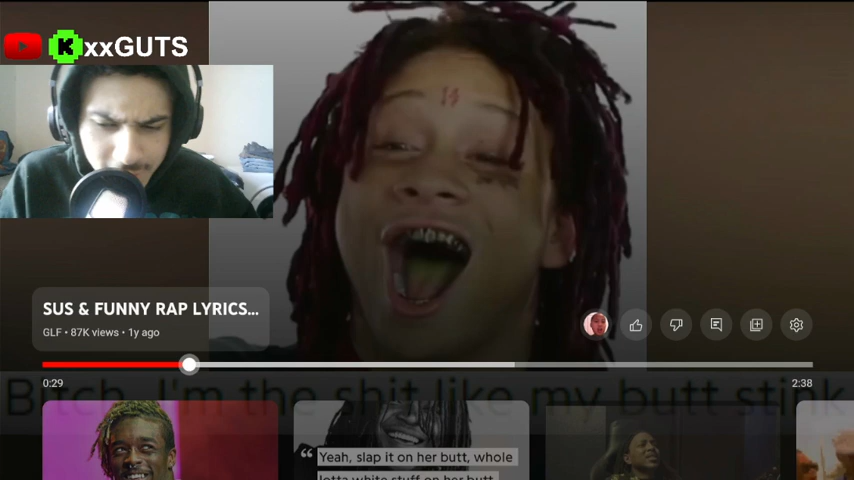 KxxGUTS
14
SUS & FUNNY RAP LYRICS...
GLF • 87K views • 1y ago
0:29
2:38
Bitch, I'm the shit like my butt stink
“ Yeah, slap it on her butt, whole
lotta white stuff on her butt